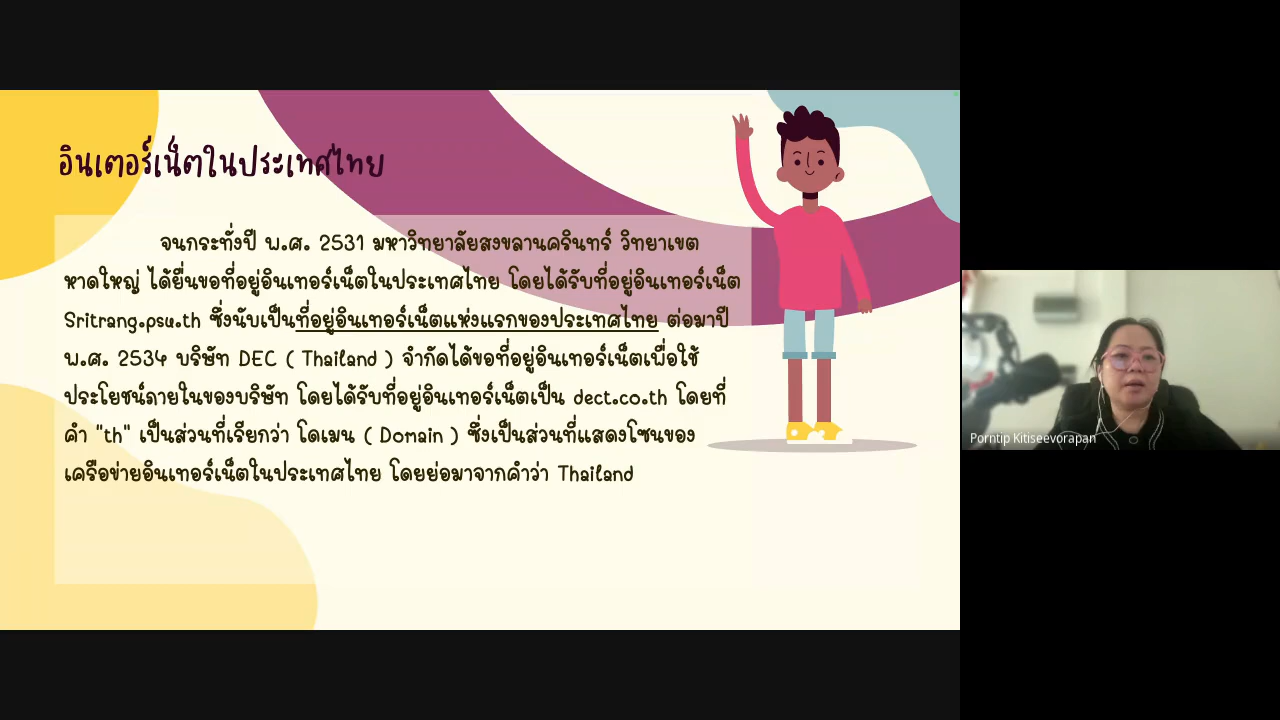 อินเตอร์เน็ตในประเทศไทย
จนกระทั่งปี พ.ศ. 2531 มหาวิทยาลัยสงขลานครินทร์ วิทยาเขต
หาดใหญ่ ได้ยื่นขอที่อยู่อินเทอร์เน็ตในประเทศไทย โดยได้รับที่อยู่อินเทอร์เน็ต
Sritrang.psu.th ซึ่งนับเป็นที่อยู่อินเทอร์เน็ตแห่งแรกของประเทศไทย ต่อมาปี
พ.ศ. 2534 บริษัท DEC ( Thailand ) จำกัดได้ขอที่อยู่อินเทอร์เน็ตเพื่อใช้
ประโยชน์ภายในของบริษัท โดยได้รับที่อยู่อินเทอร์เน็ตเป็น dect.co.th โดยที่
คำ "th" เป็นส่วนที่เรียกว่า โดเมน ( Domain ) ซึ่งเป็นส่วนที่แสดงโซนของ
เครือข่ายอินเทอร์เน็ตในประเทศไทย โดยย่อมาจากคำว่า Thailand
Porntip Kitiseevorapan